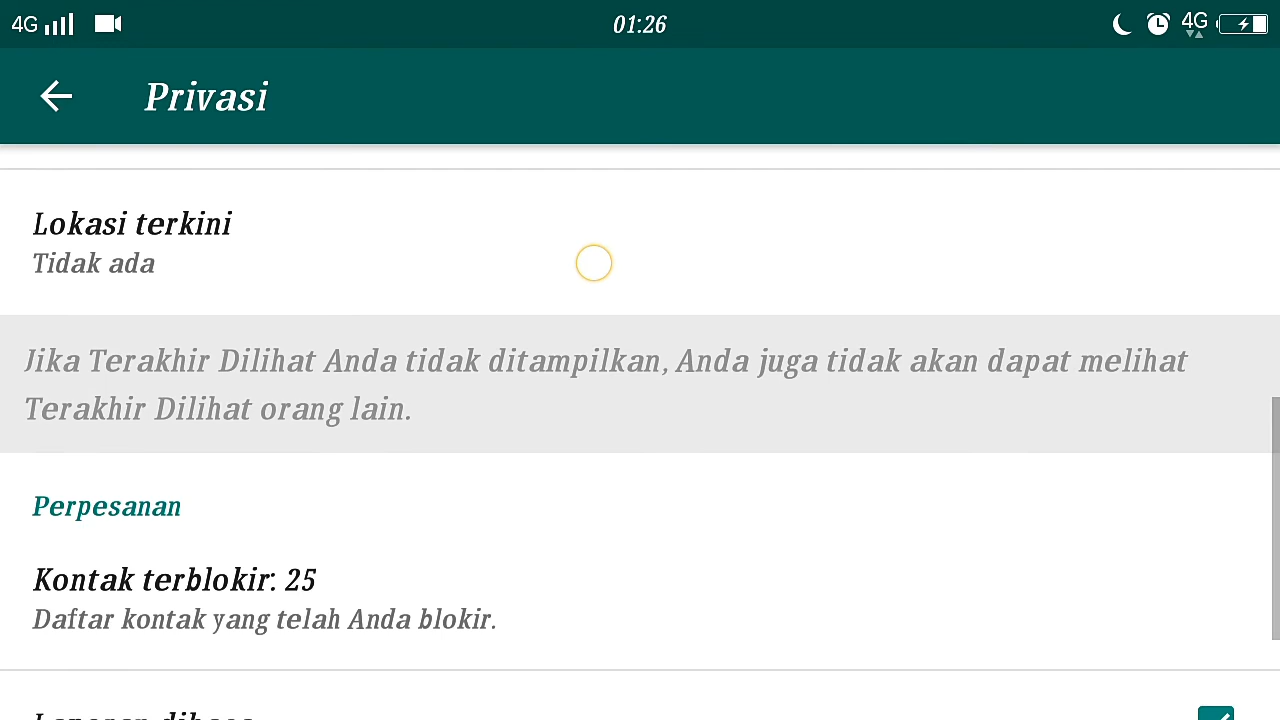 4G 01:26 4G
Privasi
Lokasi terkini
Tidak ada
Jika Terakhir Dilihat Anda tidak ditampilkan, Anda juga tidak akan dapat melihat
Terakhir Dilihat orang lain.
Perpesanan
Kontak terblokir: 25
Daftar kontak yang telah Anda blokir.